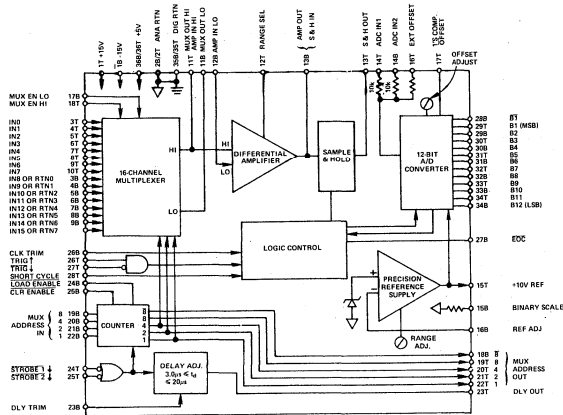 1T +15V
1B -15V
36B/36T +5V
2B/2T ANA RTN
35B/35T DIG RTN
11T MUX OUT HI
AMP IN HI
11B MUX OUT LO
12B AMP IN LO
12T RANGE SEL
13B AMP OUT
S & H IN
13T S & H OUT
14T ADC IN1
14B ADC IN2
16T EXT OFFSET
17T 1'S COMP.
OFFSET
OFFSET
ADJUST
10k
10k
MUX EN LO 17B
MUX EN HI 18T
IN0 3T
IN1 4T
IN2 5T
IN3 6T
IN4 7T
IN5 8T
IN6 9T
IN7 10T
IN8 OR RTN0 3B
IN9 OR RTN1 4B
IN10 OR RTN2 5B
IN11 OR RTN3 6B
IN12 OR RTN4 7B
IN13 OR RTN5 8B
IN14 OR RTN6 9B
IN15 OR RTN7
16-CHANNEL
MULTIPLEXER
HI
LO
HI
LO
DIFFERENTIAL
AMPLIFIER
SAMPLE
& HOLD
12-BIT
A/D
CONVERTER
28B B1
29T B1 (MSB)
29B B2
30T B3
30B B4
31T B5
31B B6
32T B7
32B B8
33T B9
33B B10
34T B11
34B B12 (LSB)
27B EOC
LOGIC CONTROL
CLK TRIM 26B
TRIG↑ 26T
TRIG↓ 27T
SHORT CYCLE 28T
LOAD ENABLE 24B
CLR ENABLE 25B
+
−
PRECISION
REFERENCE
SUPPLY
RANGE
ADJ.
15T +10V REF
15B BINARY SCALE
16B REF ADJ
MUX
ADDRESS
IN
8 19B
4 20B
2 21B
1 22B
COUNTER
8
8
4
2
1
STROBE 1↓ 24T
STROBE 2↓ 25T
DELAY ADJ.
3.0μs ≤ td
≤ 20μs
DLY TRIM 23B
18B 8
19T 8
20T 4
21T 2
22T 1
MUX
ADDRESS
OUT
23T DLY OUT